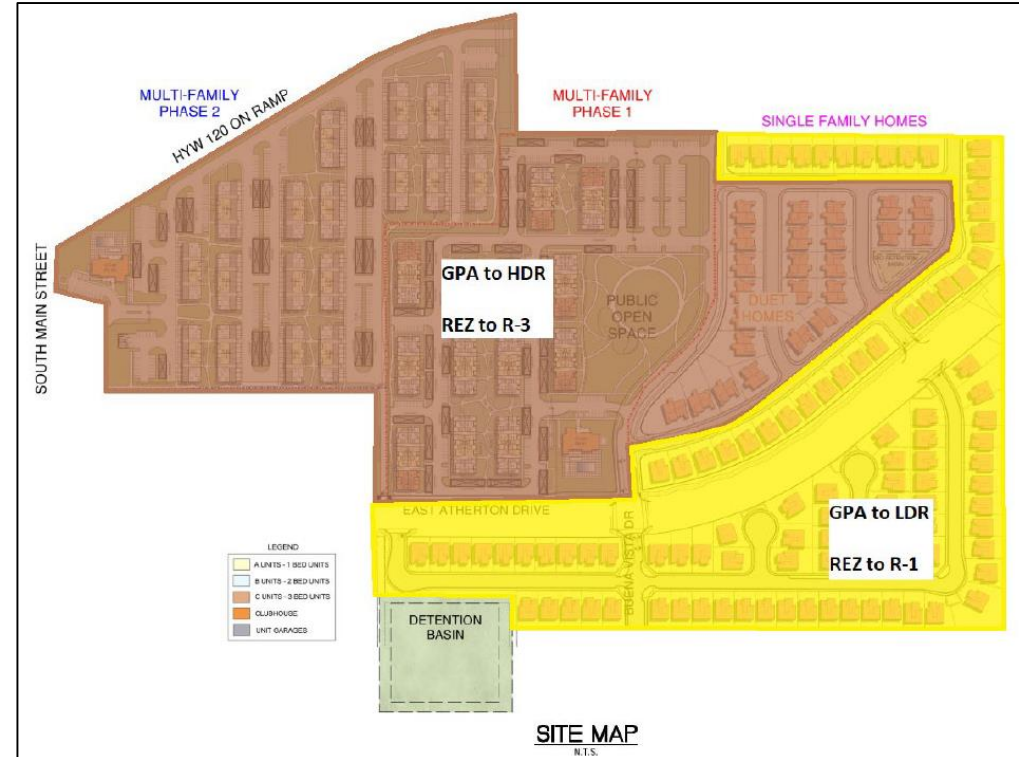 MULTI-FAMILY
PHASE 2
HYW 120 ON RAMP
MULTI-FAMILY
PHASE 1
SINGLE FAMILY HOMES
SOUTH MAIN STREET
GPA to HDR
REZ to R-3
PUBLIC
OPEN
SPACE
DUET
HOMES
EAST ATHERTON DRIVE
BUENA VISTA DR
GPA to LDR
REZ to R-1
LEGEND
A UNITS - 1 BED UNITS
B UNITS - 2 BED UNITS
C UNITS - 3 BED UNITS
CLUBHOUSE
UNIT GARAGES
DETENTION
BASIN
SITE MAP
N.T.S.